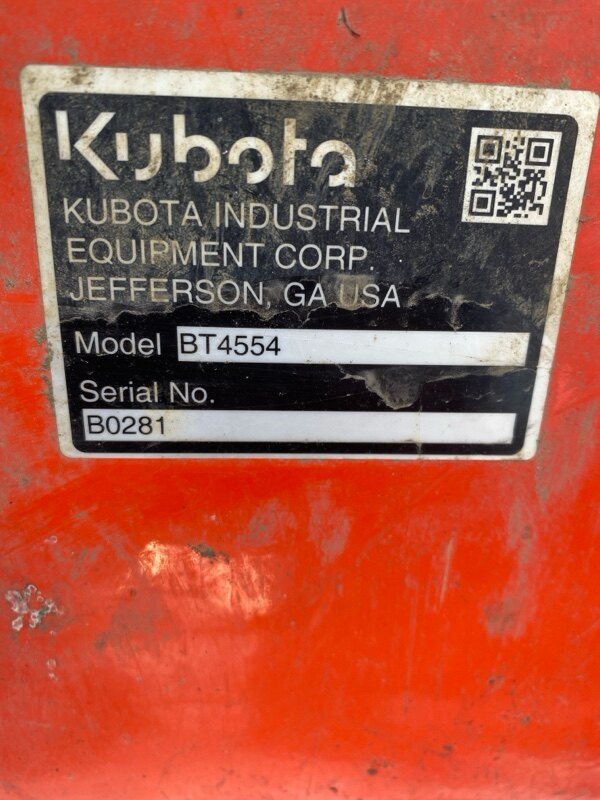 Kubota
KUBOTA INDUSTRIAL
EQUIPMENT CORP.
JEFFERSON, GA USA
Model BT4554
Serial No.
B0281